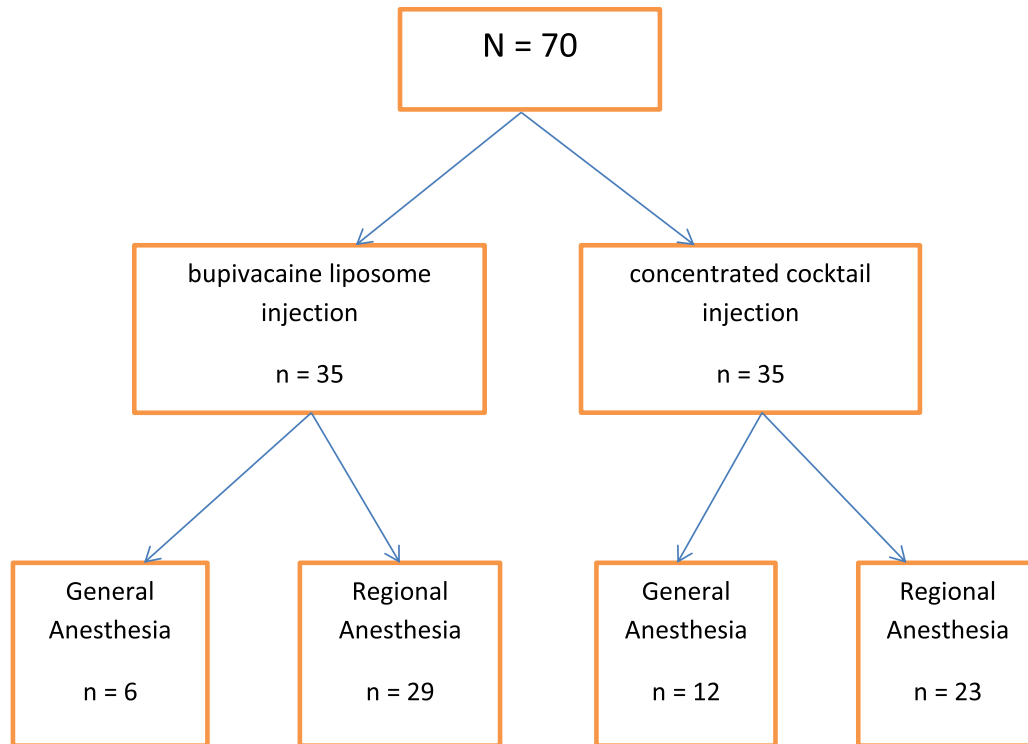 N = 70
bupivacaine liposome
injection
n = 35
concentrated cocktail
injection
n = 35
General
Anesthesia
n = 6
Regional
Anesthesia
n = 29
General
Anesthesia
n = 12
Regional
Anesthesia
n = 23